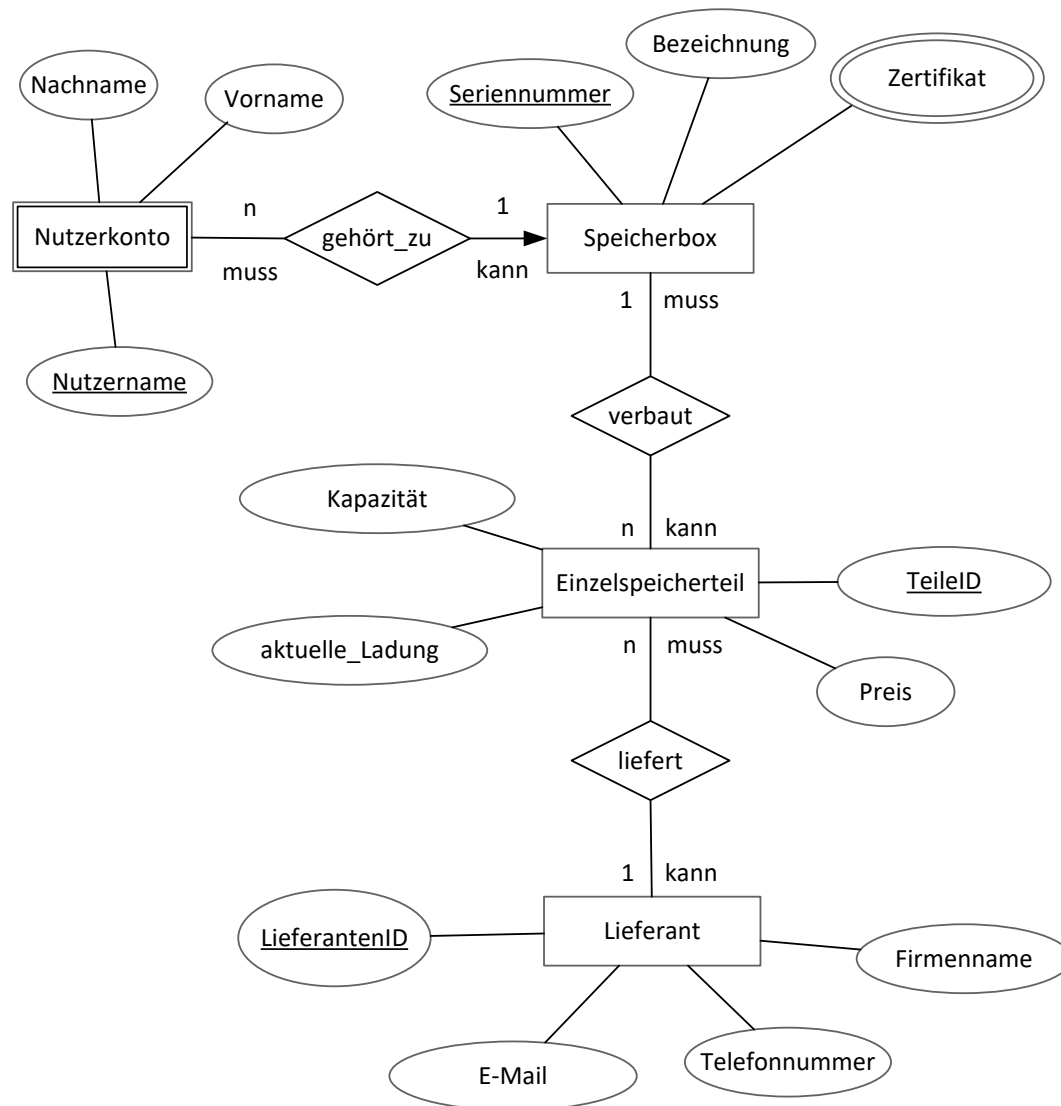 Bezeichnung
Zertifikat
Nachname
Vorname
Seriennummer
n
1
Nutzerkonto
gehört_zu
Speicherbox
muss
kann
1
muss
Nutzername
verbaut
Kapazität
n
kann
Einzelspeicherteil
TeileID
aktuelle_Ladung
n
muss
Preis
liefert
1
kann
LieferantenID
Lieferant
Firmenname
E-Mail
Telefonnummer